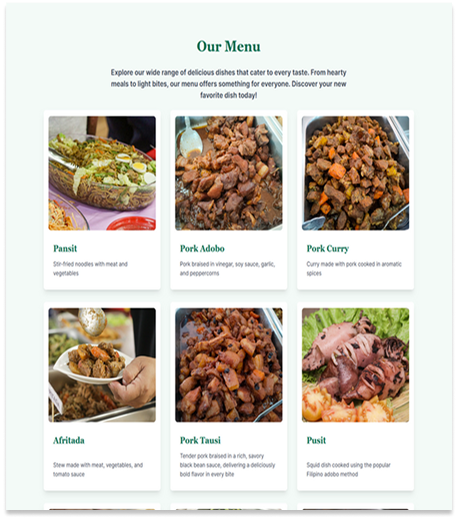 Our Menu
Explore our wide range of delicious dishes that cater to every taste. From hearty
meals to light bites, our menu offers something for everyone. Discover your new
favorite dish today!
Pansit
Stir-fried noodles with meat and
vegetables
Pork Adobo
Pork braised in vinegar, soy sauce, garlic,
and peppercorns
Pork Curry
Curry made with pork cooked in aromatic
spices
Afritada
Stew made with meat, vegetables, and
tomato sauce
Pork Tausi
Tender pork braised in a rich, savory
black bean sauce, delivering a deliciously
bold flavor in every bite
Pusit
Squid dish cooked using the popular
Filipino adobo method